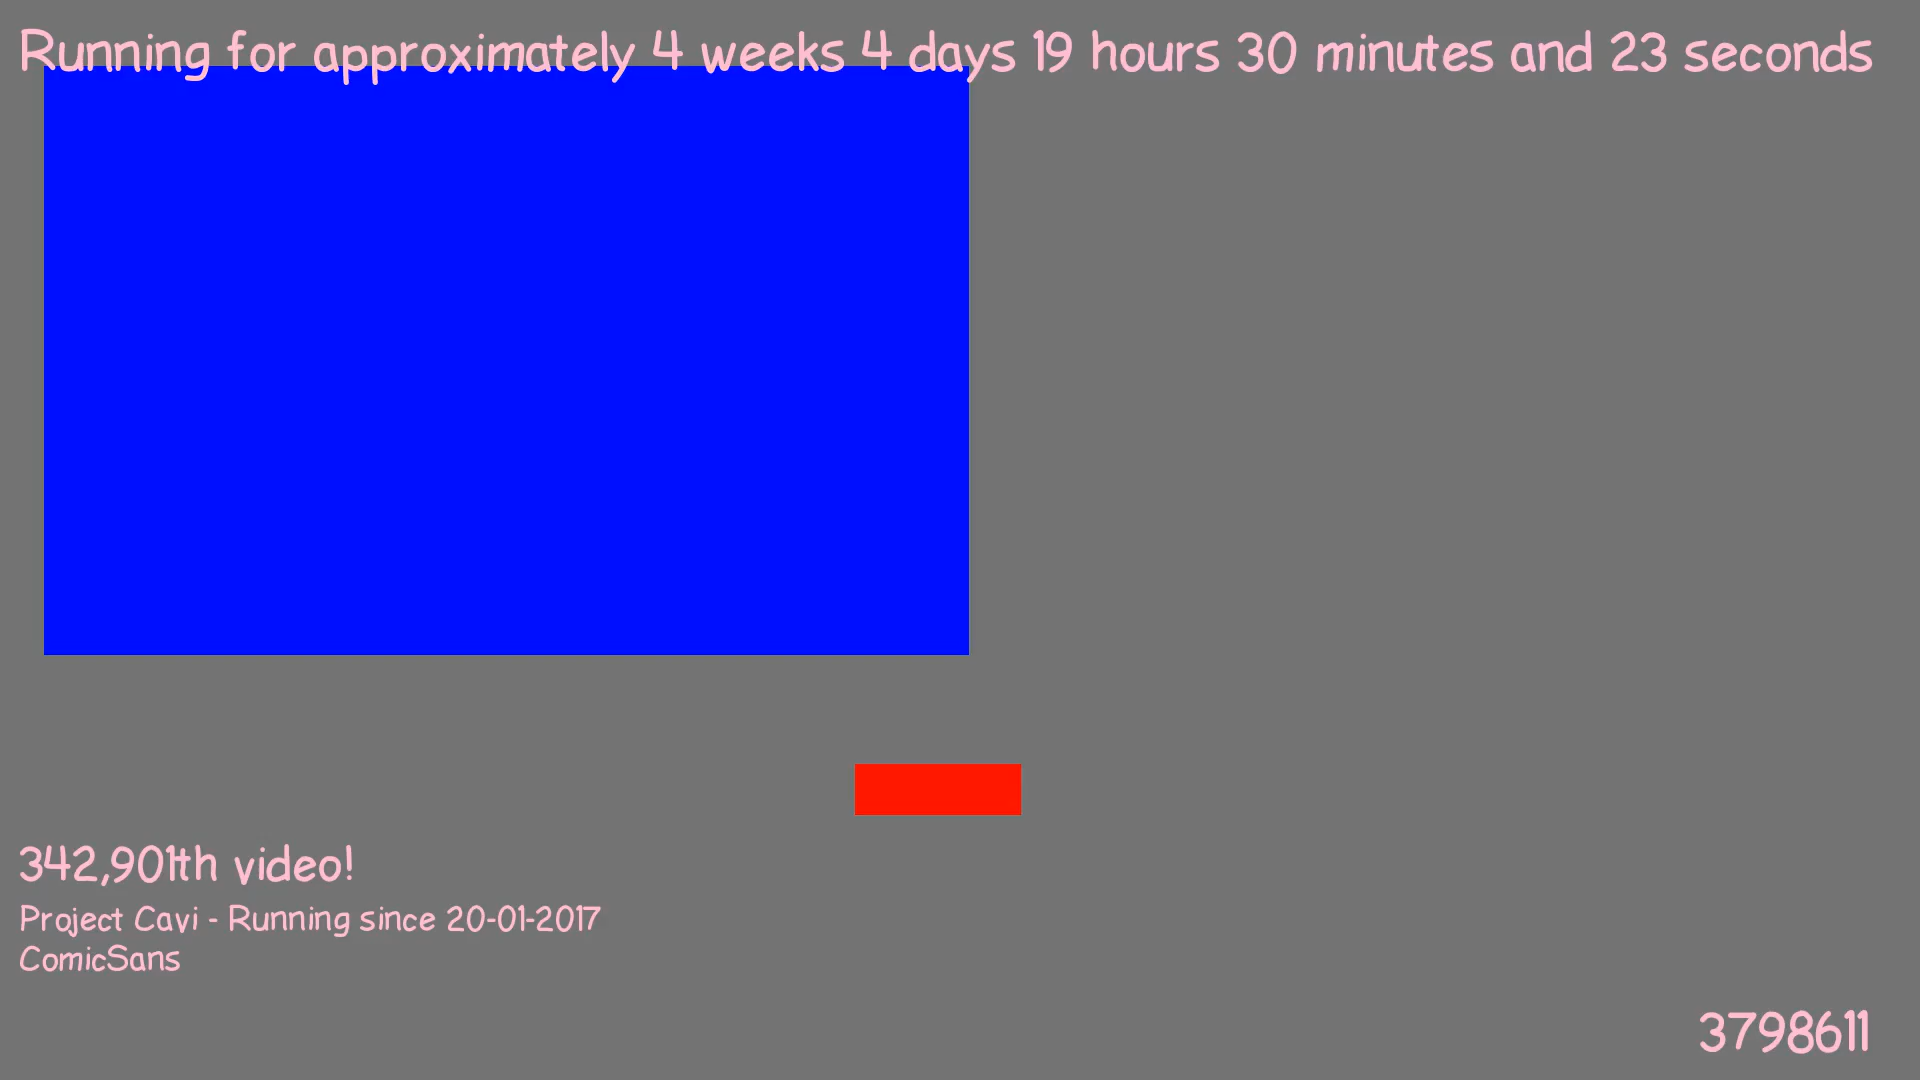 Running for approximately 4 weeks 4 days 19 hours 30 minutes and 23 seconds
342,901th video!
Project Cavi - Running since 20-01-2017
ComicSans
3798611